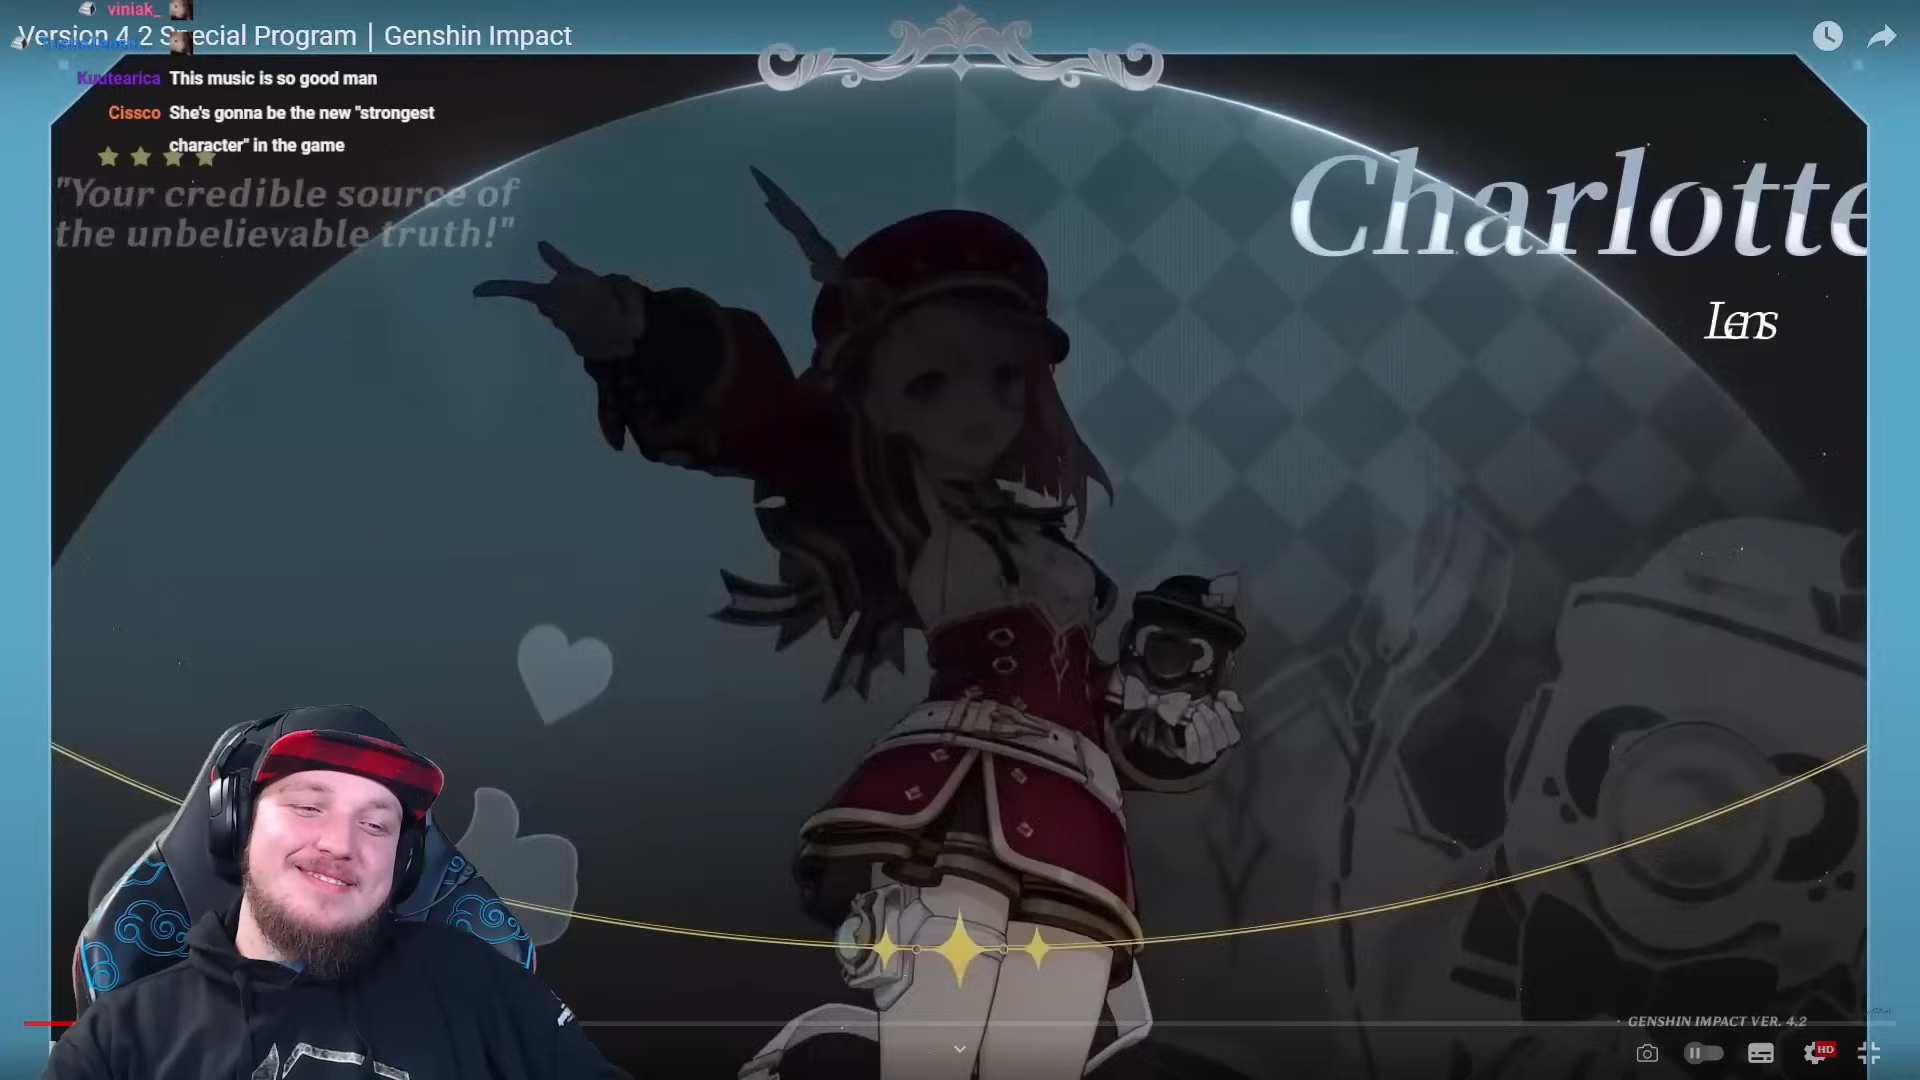 viniak_
Version 4.2 Special Program | Genshin Impact
Kuutearica This music is so good man
Cissco She's gonna be the new "strongest
character" in the game
"Your credible source of
the unbelievable truth!"
Charlotte
Lens
GENSHIN IMPACT VER. 4.2
HD